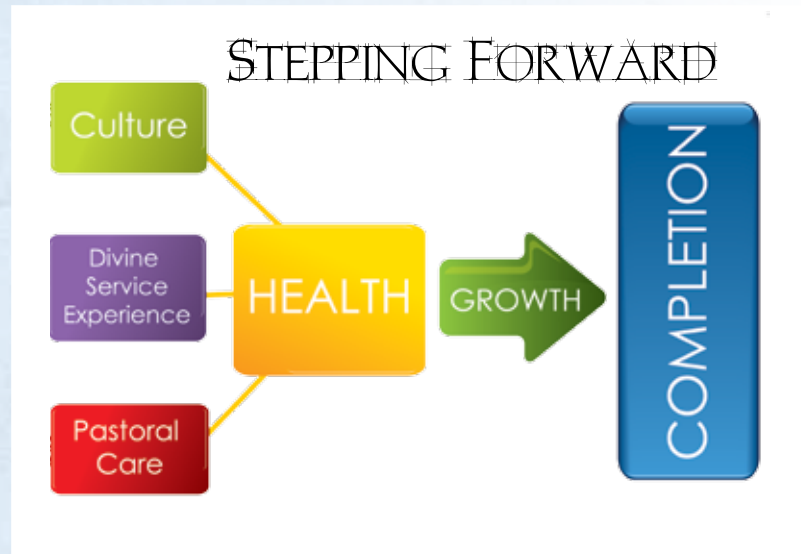 STEPPING FORWARD
Culture
Divine
Service
Experience
Pastoral
Care
HEALTH
GROWTH
COMPLETION